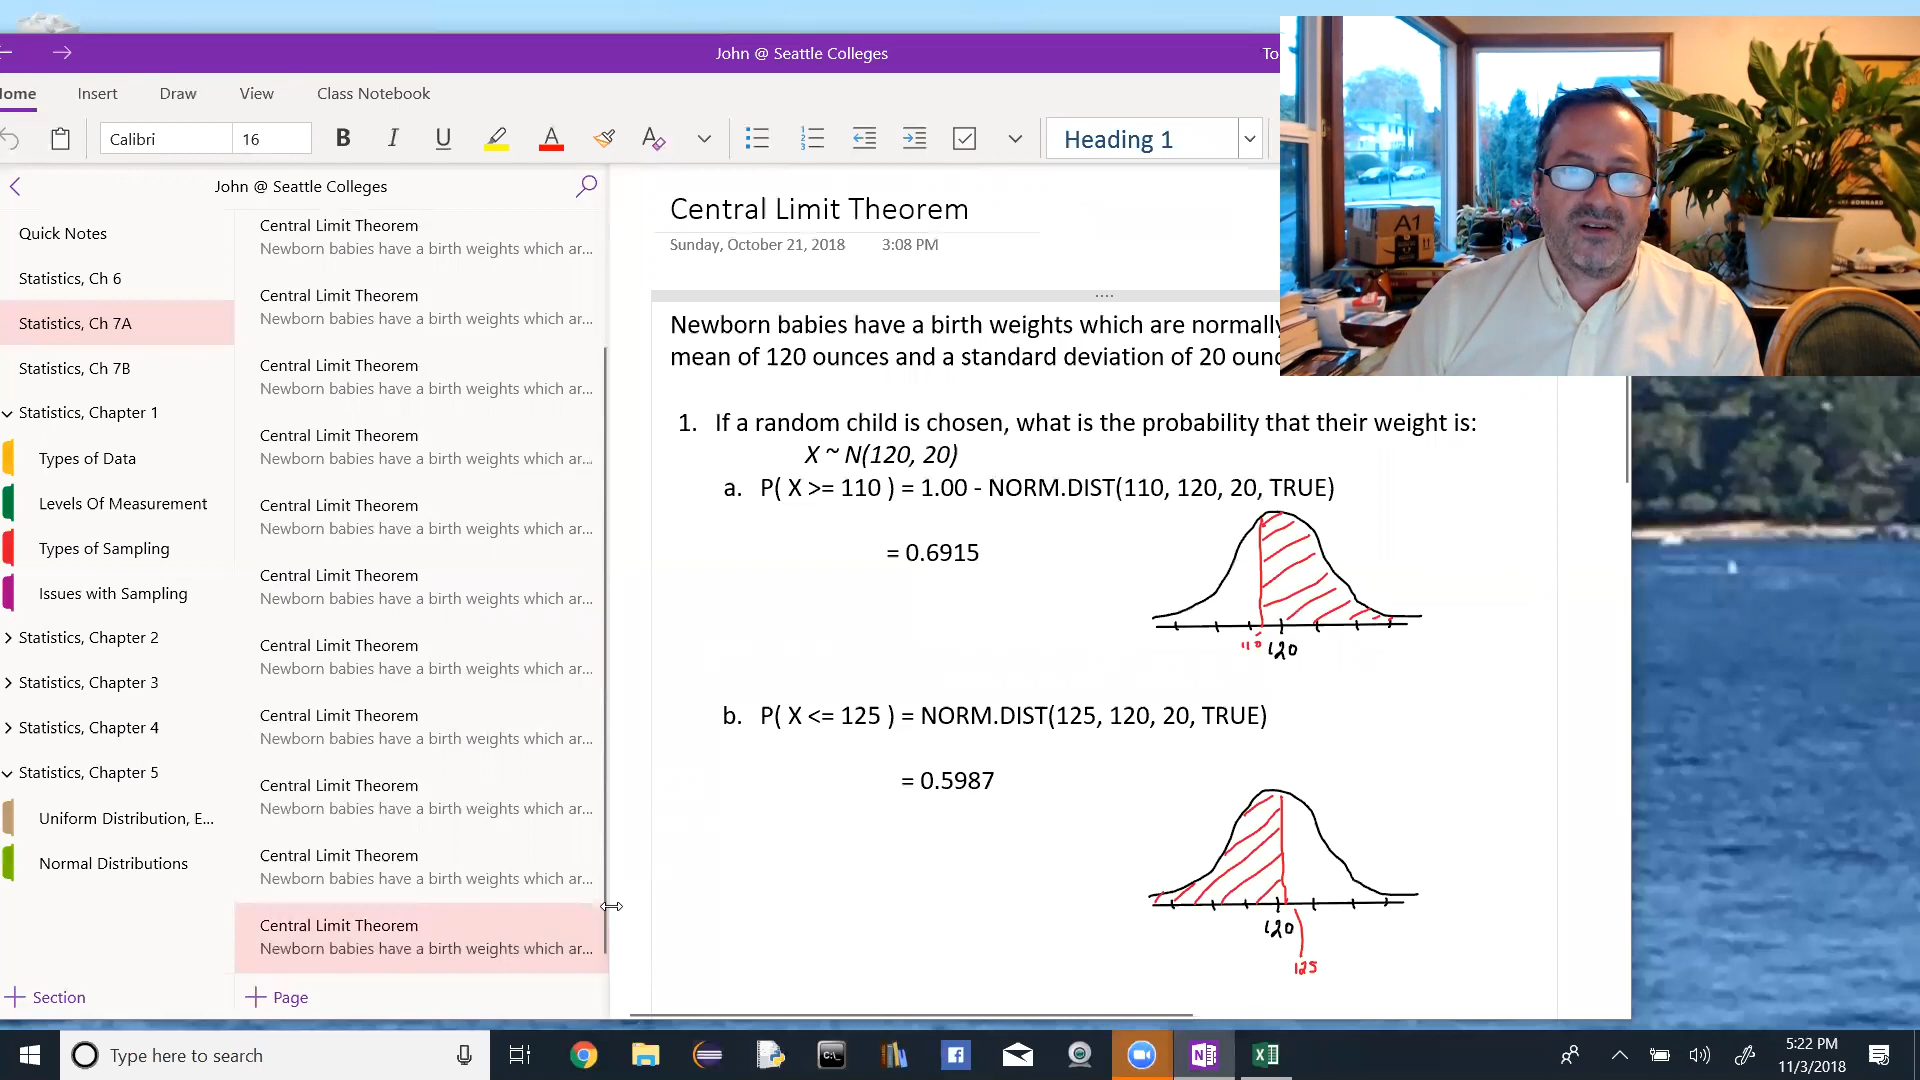 John @ Seattle Colleges
To
ome
Insert
Draw
View
Class Notebook
Calibri
16
B
I
U
A
A
Heading 1
John @ Seattle Colleges
Quick Notes
Statistics, Ch 6
Statistics, Ch 7A
Statistics, Ch 7B
Statistics, Chapter 1
Types of Data
Levels Of Measurement
Types of Sampling
Issues with Sampling
Statistics, Chapter 2
Statistics, Chapter 3
Statistics, Chapter 4
Statistics, Chapter 5
Uniform Distribution, E...
Normal Distributions
Section
Central Limit Theorem
Newborn babies have a birth weights which ar...
Central Limit Theorem
Newborn babies have a birth weights which ar...
Central Limit Theorem
Newborn babies have a birth weights which ar...
Central Limit Theorem
Newborn babies have a birth weights which ar...
Central Limit Theorem
Newborn babies have a birth weights which ar...
Central Limit Theorem
Newborn babies have a birth weights which ar...
Central Limit Theorem
Newborn babies have a birth weights which ar...
Central Limit Theorem
Newborn babies have a birth weights which ar...
Central Limit Theorem
Newborn babies have a birth weights which ar...
Central Limit Theorem
Newborn babies have a birth weights which ar...
Central Limit Theorem
Newborn babies have a birth weights which ar...
Page
Central Limit Theorem
Sunday, October 21, 2018 3:08 PM
Newborn babies have a birth weights which are normally
mean of 120 ounces and a standard deviation of 20 oun
1. If a random child is chosen, what is the probability that their weight is:
X ~ N(120, 20)
a. P( X >= 110 ) = 1.00 - NORM.DIST(110, 120, 20, TRUE)
= 0.6915
110 120
b. P( X <= 125 ) = NORM.DIST(125, 120, 20, TRUE)
= 0.5987
120
125
A1
Type here to search
5:22 PM
11/3/2018